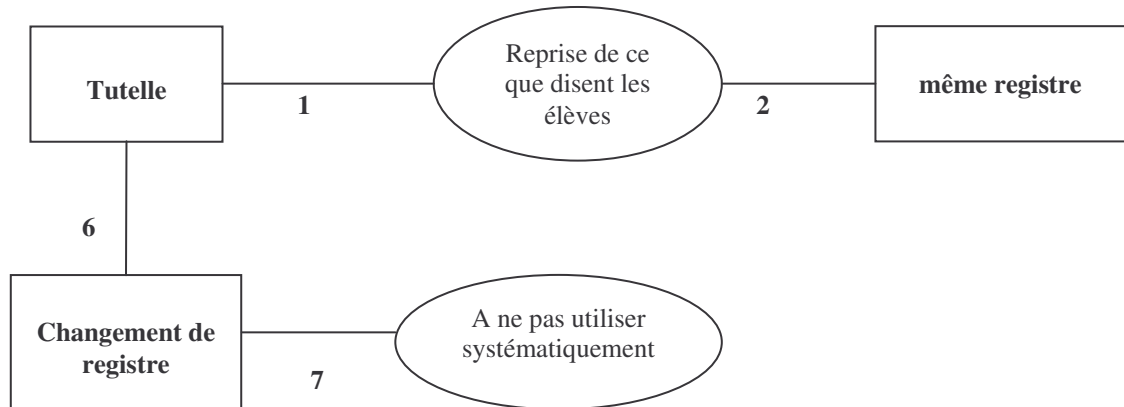 Tutelle
1
Reprise de ce
que disent les
élèves
2
même registre
6
Changement de
registre
7
A ne pas utiliser
systématiquement